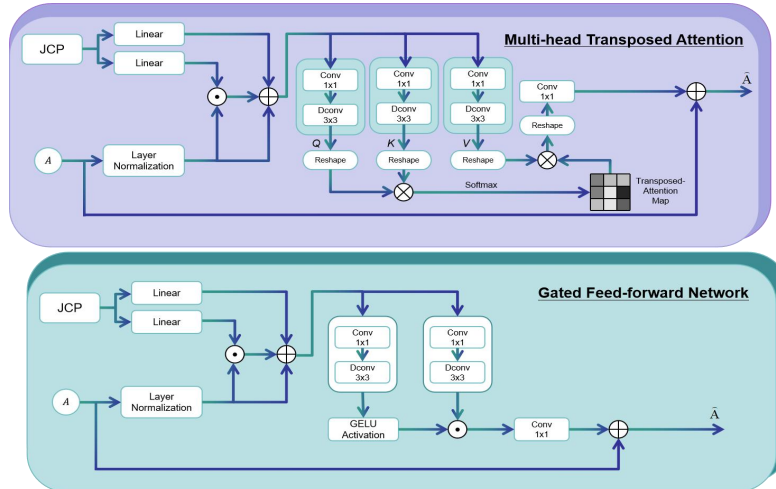 Multi-head Transposed Attention
JCP
Linear
Linear
A
Layer
Normalization
Conv
1x1
Dconv
3x3
Conv
1x1
Dconv
3x3
Conv
1x1
Dconv
3x3
Q
K
V
Reshape
Reshape
Reshape
Conv
1x1
Reshape
Softmax
Transposed-
Attention
Map
Ā
Gated Feed-forward Network
JCP
Linear
Linear
A
Layer
Normalization
Conv
1x1
Dconv
3x3
Conv
1x1
Dconv
3x3
GELU
Activation
Conv
1x1
Ā